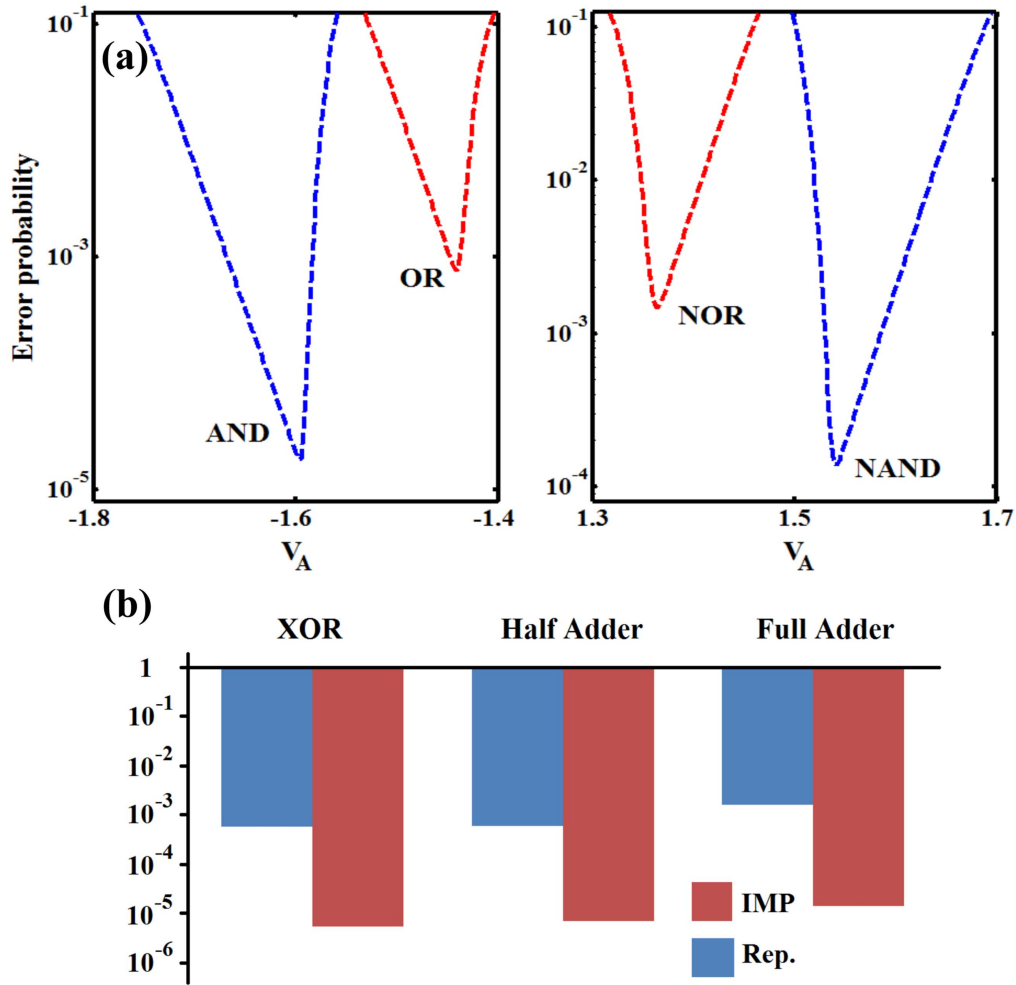 (a)
Error probability
10⁻¹
10⁻³
10⁻⁵
AND
OR
-1.8
-1.6
-1.4
V_A
10⁻¹
10⁻²
10⁻³
10⁻⁴
NOR
NAND
1.3
1.5
1.7
V_A
(b)
XOR
Half Adder
Full Adder
1
10⁻¹
10⁻²
10⁻³
10⁻⁴
10⁻⁵
10⁻⁶
IMP
Rep.